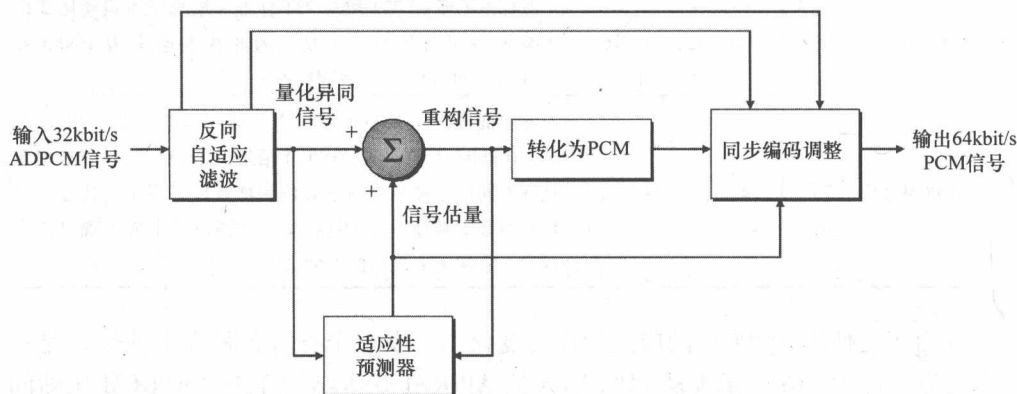 量化异同
信号
重构信号
输入32kbit/s
ADPCM信号
反向
自适应
滤波
+
Σ
+
转化为PCM
同步编码调整
输出64kbit/s
PCM信号
信号估量
适应性
预测器